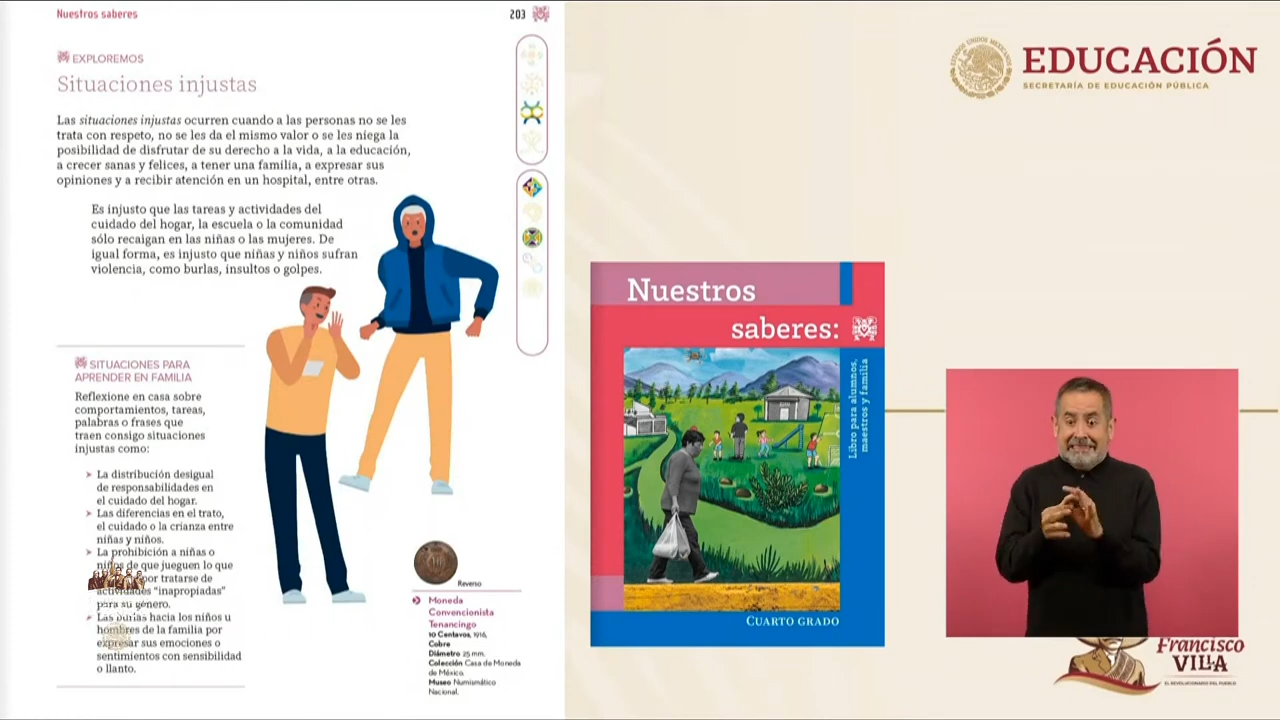 Nuestros saberes
203
EXPLOREMOS
Situaciones injustas
Las situaciones injustas ocurren cuando a las personas no se les
trata con respeto, no se les da el mismo valor o se les niega la
posibilidad de disfrutar de su derecho a la vida, a la educación,
a crecer sanas y felices, a tener una familia, a expresar sus
opiniones y a recibir atención en un hospital, entre otras.
Es injusto que las tareas y actividades del
cuidado del hogar, la escuela o la comunidad
sólo recaigan en las niñas o las mujeres. De
igual forma, es injusto que niñas y niños sufran
violencia, como burlas, insultos o golpes.
SITUACIONES PARA
APRENDER EN FAMILIA
Reflexione en casa sobre
comportamientos, tareas,
palabras o frases que
traen consigo situaciones
injustas como:
La distribución desigual
de responsabilidades en
el cuidado del hogar.
Las diferencias en el trato,
el cuidado o la crianza entre
niñas y niños.
La prohibición a niñas o
niños de que jueguen lo que
por tratarse de
actividades "inapropiadas"
para su género.
Las burlas hacia los niños u
hombres de la familia por
expresar sus emociones o
sentimientos con sensibilidad
o llanto.
Reverso
Moneda
Convencionista
Tenancingo
10 Centavos, 1916,
Cobre
Diámetro 25 mm.
Colección Casa de Moneda
de México.
Museo Numismático
Nacional.
EDUCACIÓN
SECRETARÍA DE EDUCACIÓN PÚBLICA
Nuestros
saberes:
Libro para alumnos,
maestros y familia
CUARTO GRADO
Francisco
VILLA
EL REVOLUCIONARIO DEL PUEBLO